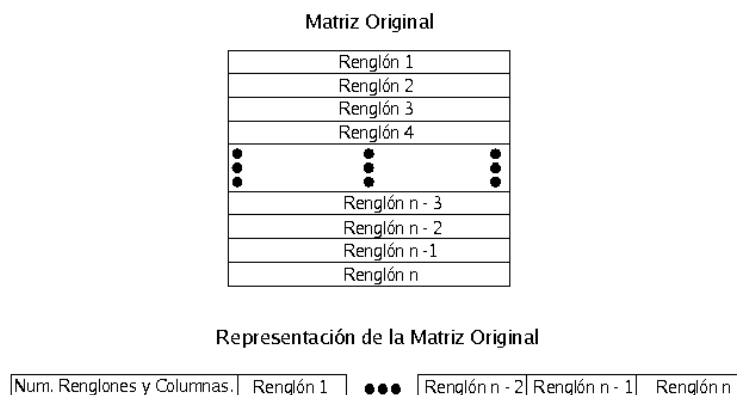 Matriz Original
Renglón 1
Renglón 2
Renglón 3
Renglón 4
Renglón n - 3
Renglón n - 2
Renglón n -1
Renglón n
Representación de la Matriz Original
Num. Renglones y Columnas. Renglón 1 Renglón n - 2 Renglón n - 1 Renglón n